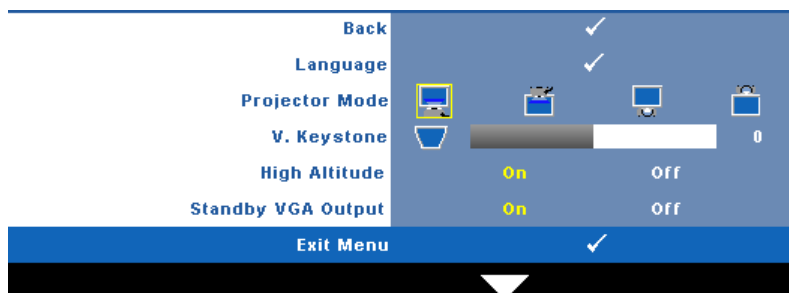 Back
Language
Projector Mode
V. Keystone 0
High Altitude On Off
Standby VGA Output On Off
Exit Menu